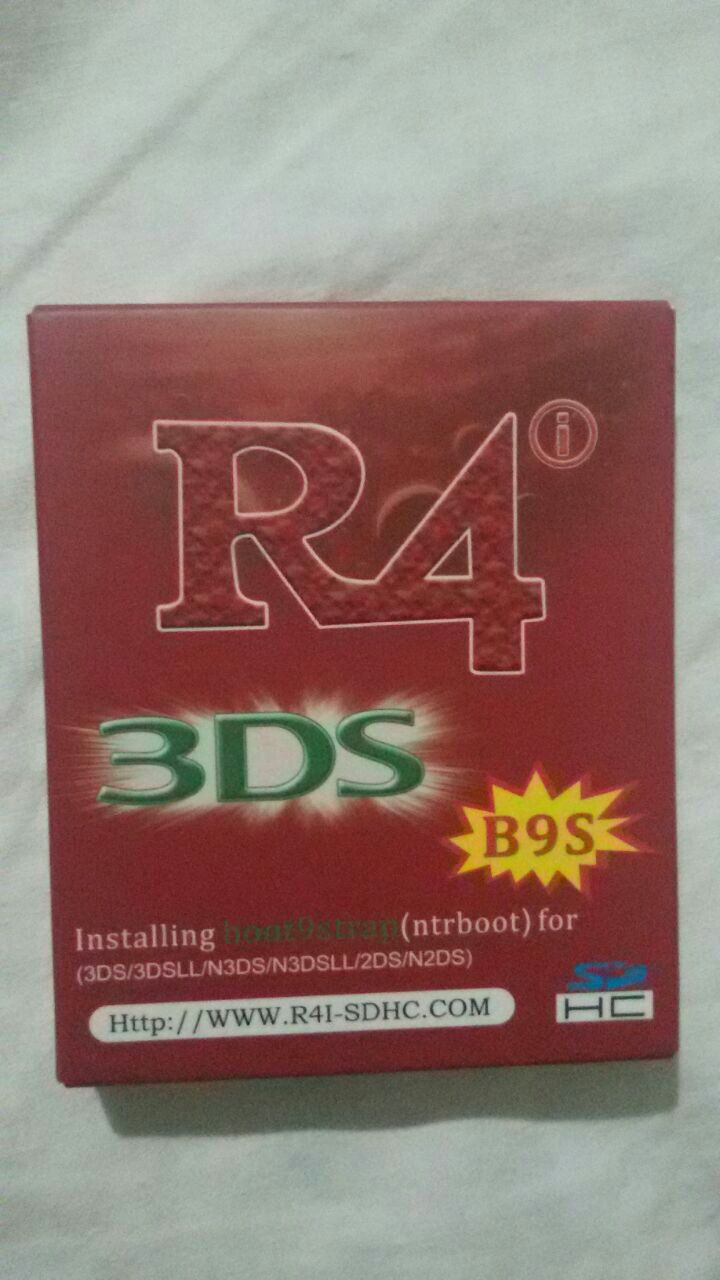 R4i
3DS
B9S
Installing boot9strap(ntrboot) for
(3DS/3DSLL/N3DS/N3DSLL/2DS/N2DS)
SD
HC
Http://WWW.R4I-SDHC.COM